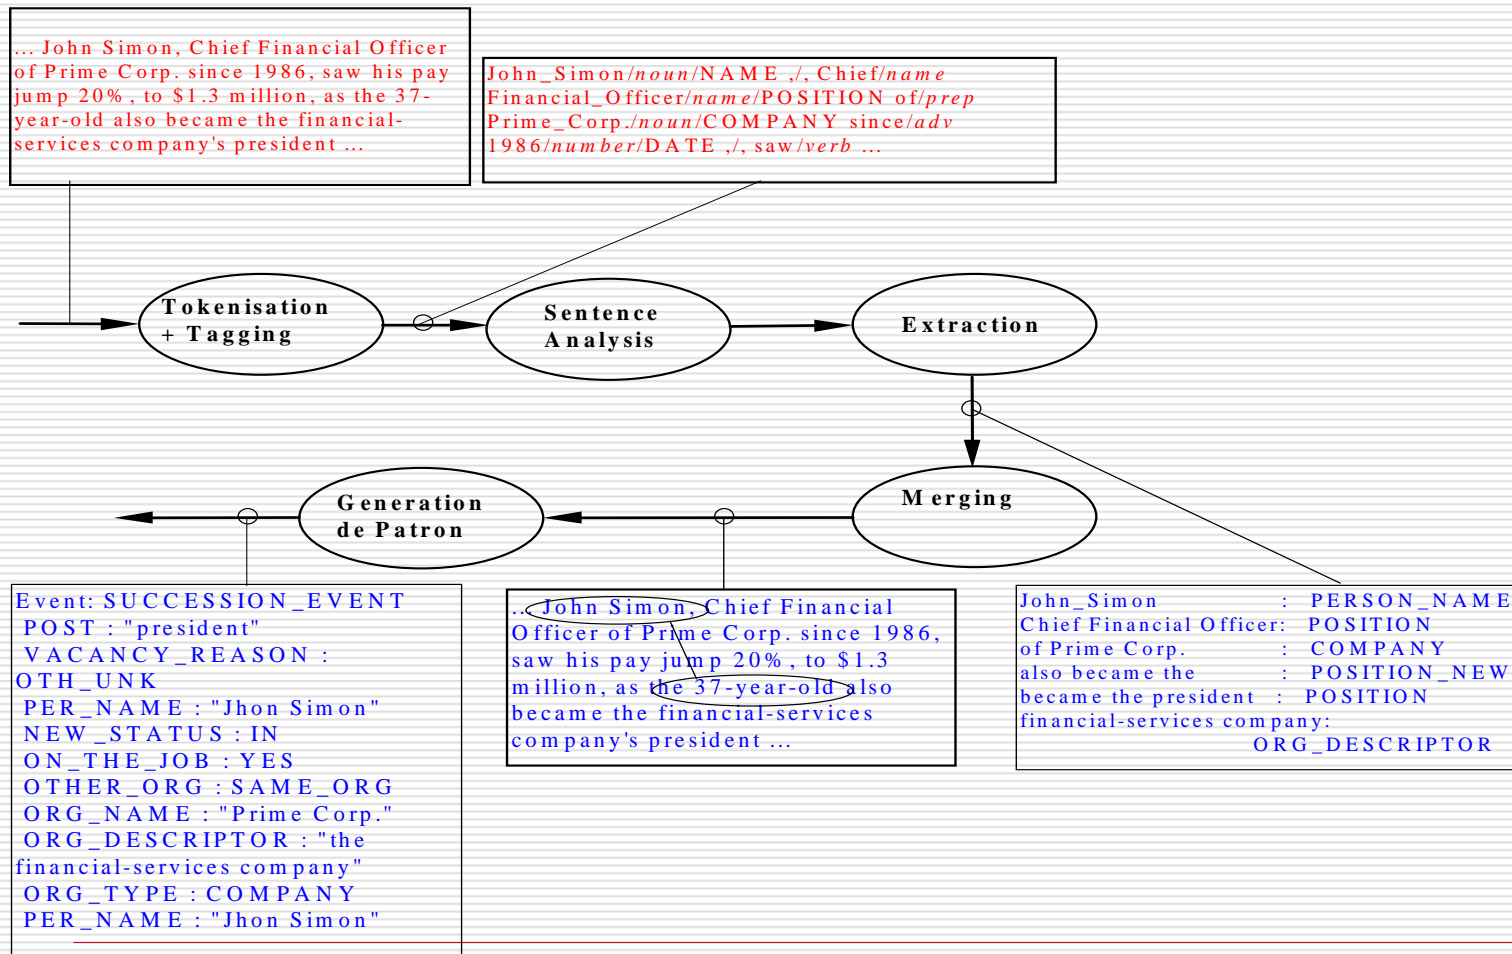 ... John Simon, Chief Financial Officer
of Prime Corp. since 1986, saw his pay
jump 20%, to $1.3 million, as the 37-
year-old also became the financial-
services company's president ...
John_Simon/noun/NAME ,/, Chief/name
Financial_Officer/name/POSITION of/prep
Prime_Corp./noun/COMPANY since/adv
1986/number/DATE ,/, saw/verb ...
Tokenisation
+ Tagging
Sentence
Analysis
Extraction
Merging
Generation
de Patron
Event: SUCCESSION_EVENT
POST : "president"
VACANCY_REASON :
OTH_UNK
PER_NAME : "Jhon Simon"
NEW_STATUS : IN
ON_THE_JOB : YES
OTHER_ORG : SAME_ORG
ORG_NAME : "Prime Corp."
ORG_DESCRIPTOR : "the
financial-services company"
ORG_TYPE : COMPANY
PER_NAME : "Jhon Simon"
... John Simon, Chief Financial
Officer of Prime Corp. since 1986,
saw his pay jump 20%, to $1.3
million, as the 37-year-old also
became the financial-services
company's president ...
John_Simon : PERSON_NAME
Chief Financial Officer: POSITION
of Prime Corp. : COMPANY
also became the : POSITION_NEW
became the president : POSITION
financial-services company:
ORG_DESCRIPTOR